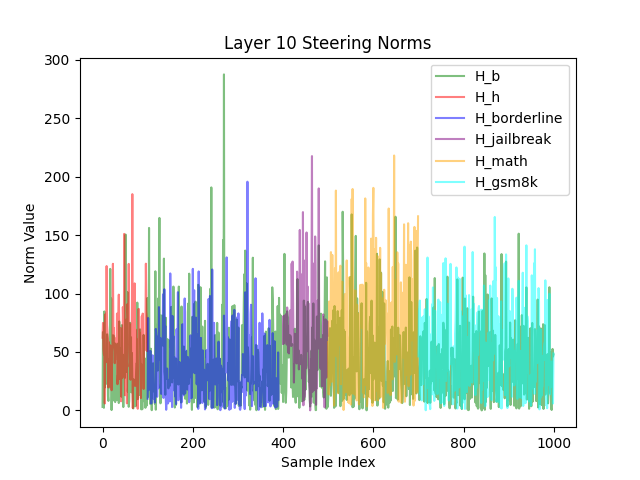 Layer 10 Steering Norms
300
250
200
150
100
50
0
Norm Value
H_b
H_h
H_borderline
H_jailbreak
H_math
H_gsm8k
0 200 400 600 800 1000
Sample Index